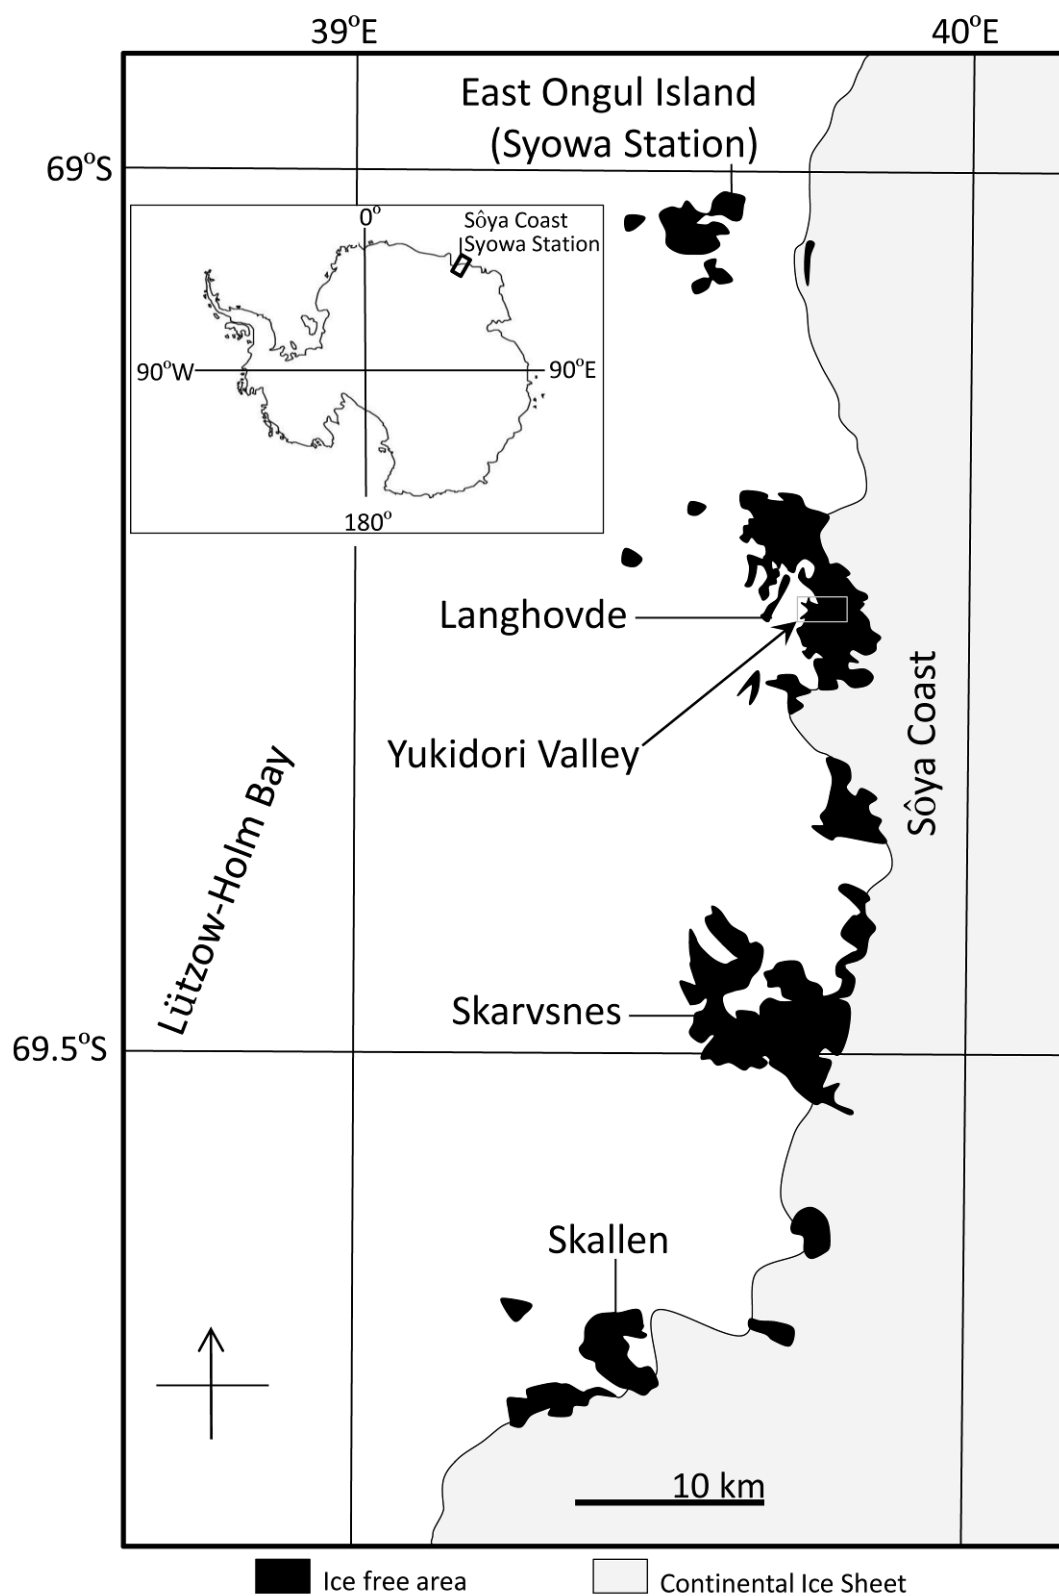 39°E
40°E
East Ongul Island
(Syowa Station)
69°S
0°
Sôya Coast
Syowa Station
90°W
90°E
180°
Langhovde
Yukidori Valley
Sôya Coast
Lützow-Holm Bay
Skarvsnes
69.5°S
Skallen
10 km
Ice free area
Continental Ice Sheet